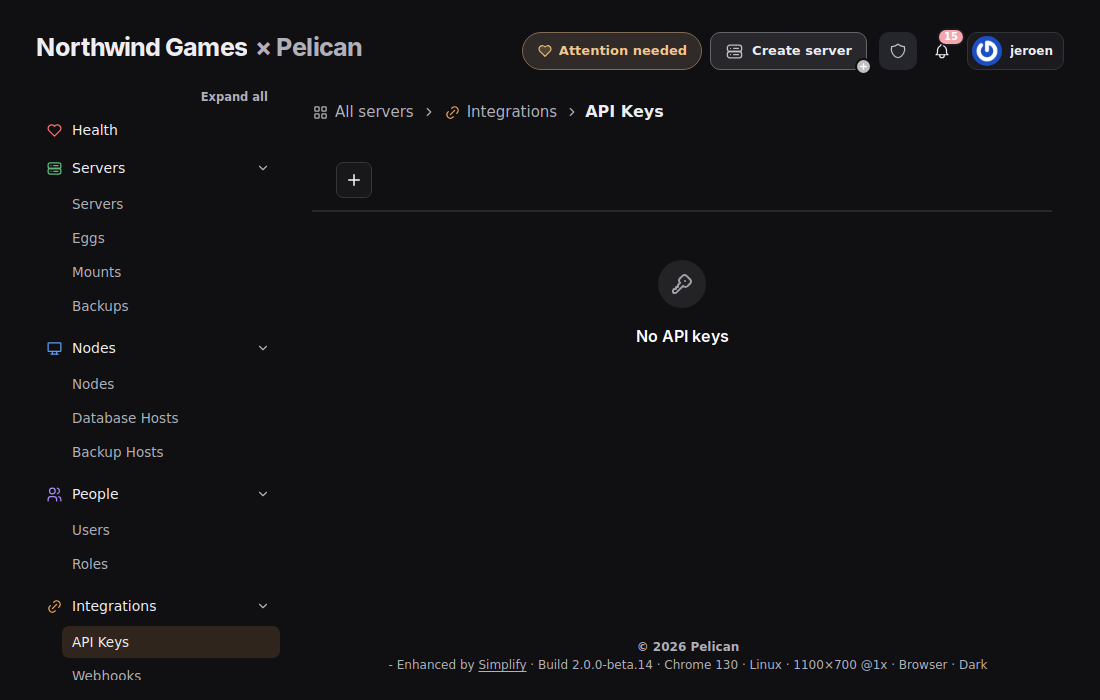 Northwind Games × Pelican
Attention needed
Create server
15
jeroen
Expand all
Health
Servers
Servers
Eggs
Mounts
Backups
Nodes
Nodes
Database Hosts
Backup Hosts
People
Users
Roles
Integrations
API Keys
Webhooks
All servers > Integrations > API Keys
No API keys
© 2026 Pelican
- Enhanced by Simplify · Build 2.0.0-beta.14 · Chrome 130 · Linux · 1100×700 @1x · Browser · Dark